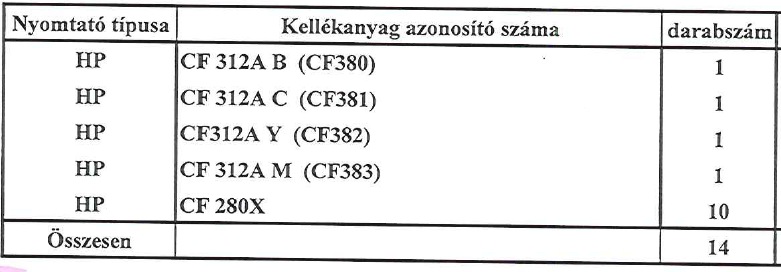 Nyomtató típusa Kellékanyag azonosító száma darabszám
HP CF 312A B (CF380) 1
HP CF 312A C (CF381) 1
HP CF312A Y (CF382) 1
HP CF 312A M (CF383) 1
HP CF 280X 10
Összesen 14